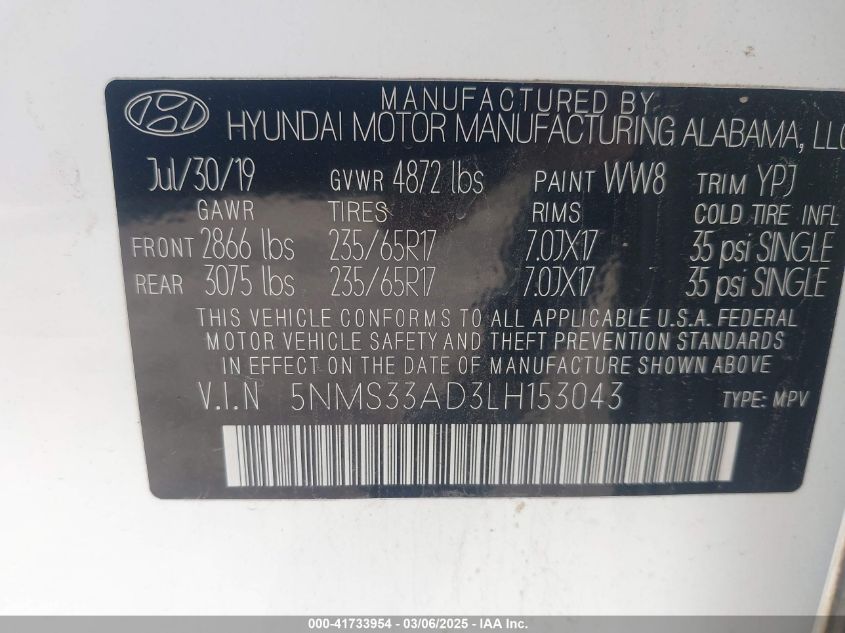 MANUFACTURED BY
HYUNDAI MOTOR MANUFACTURING ALABAMA, LLC
Jul/30/19 GVWR 4872 lbs PAINT WW8 TRIM YPJ
GAWR TIRES RIMS COLD TIRE INFL
FRONT 2866 lbs 235/65R17 7.0JX17 35 psi SINGLE
REAR 3075 lbs 235/65R17 7.0JX17 35 psi SINGLE
THIS VEHICLE CONFORMS TO ALL APPLICABLE U.S.A. FEDERAL
MOTOR VEHICLE SAFETY AND THEFT PREVENTION STANDARDS
IN EFFECT ON THE DATE OF MANUFACTURE SHOWN ABOVE
V.I.N 5NMS33AD3LH153043 TYPE: MPV
000-41733954 - 03/06/2025 - IAA Inc.